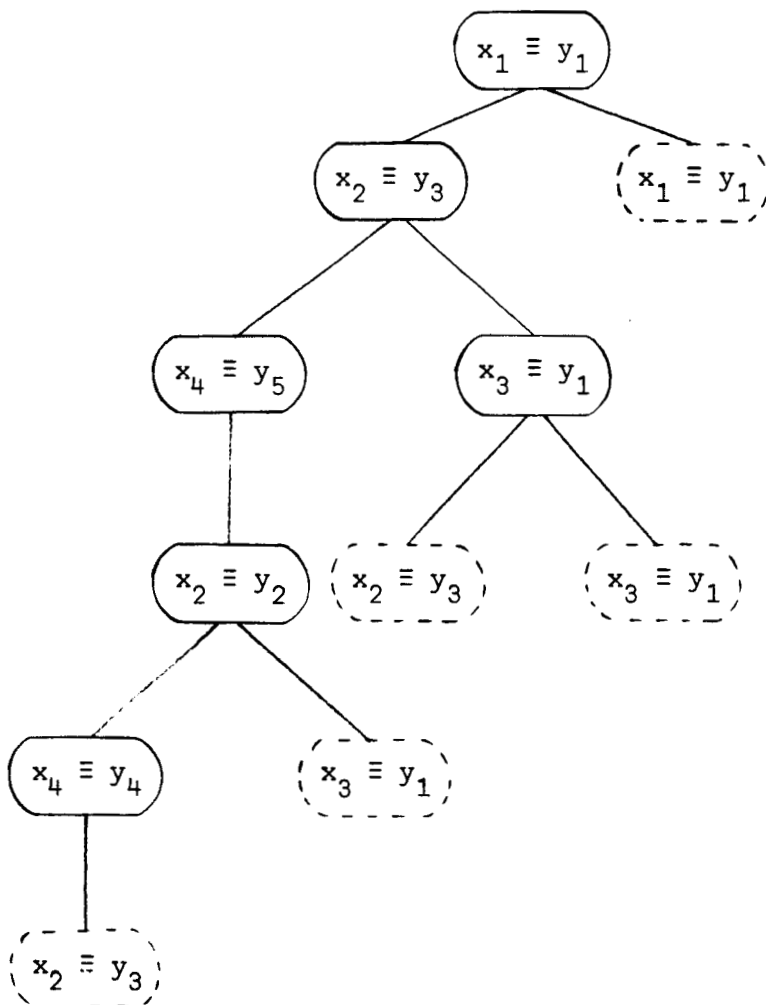 x₁ ≡ y₁
x₂ ≡ y₃
x₁ ≡ y₁
x₄ ≡ y₅
x₃ ≡ y₁
x₂ ≡ y₂
x₂ ≡ y₃
x₃ ≡ y₁
x₄ ≡ y₄
x₃ ≡ y₁
x₂ ≡ y₃